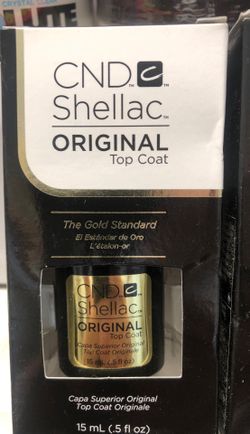 CND
Shellac™
ORIGINAL
Top Coat
The Gold Standard
El Estándar de Oro
L'étalon-or
CND
Shellac
ORIGINAL
Top Coat
Capa Superior Original
Top Coat Originale
15 mL (.5 fl oz)
Capa Superior Original
Top Coat Originale
15 mL (.5 fl oz)